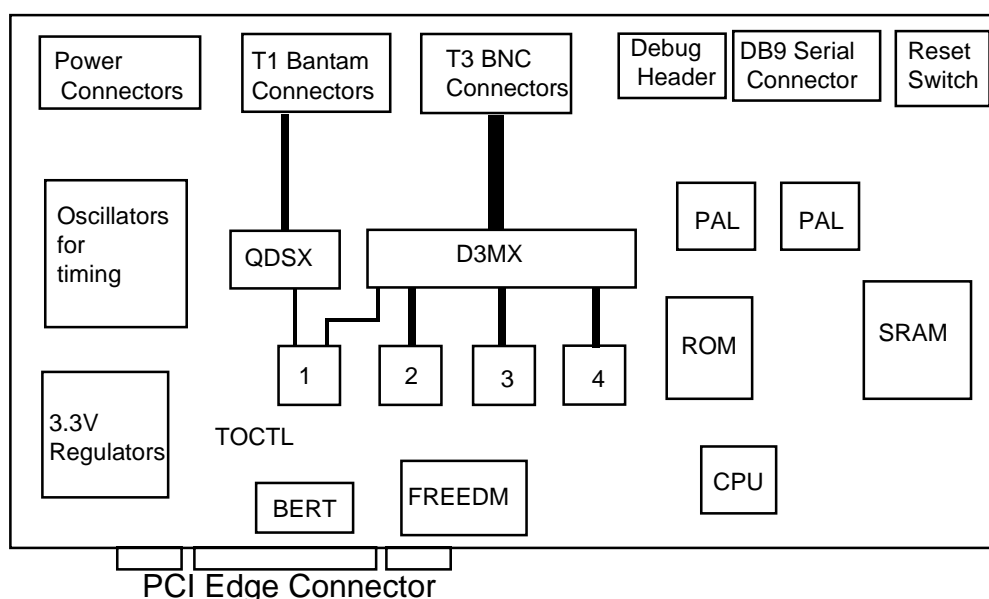 Power
Connectors
T1 Bantam
Connectors
T3 BNC
Connectors
Debug
Header
DB9 Serial
Connector
Reset
Switch
Oscillators
for
timing
QDSX
D3MX
PAL
PAL
ROM
SRAM
1
2
3
4
3.3V
Regulators
TOCTL
BERT
FREEDM
CPU
PCI Edge Connector